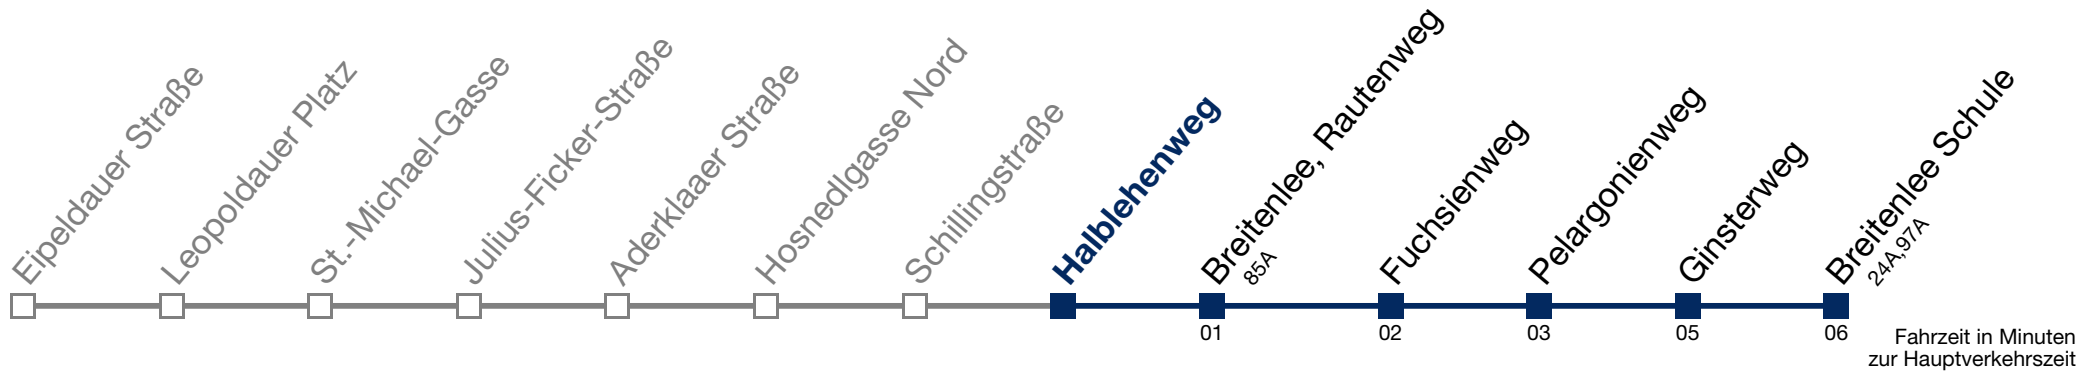 Eipeldauer Straße
Leopoldauer Platz
St.-Michael-Gasse
Julius-Ficker-Straße
Aderklaaer Straße
Hosnedlgasse Nord
Schillingstraße
Halblehenweg
Breitenlee, Rautenweg
85A
Fuchsienweg
Pelargonienweg
Ginsterweg
Breitenlee Schule
24A,97A
01
02
03
05
06
Fahrzeit in Minuten
zur Hauptverkehrszeit